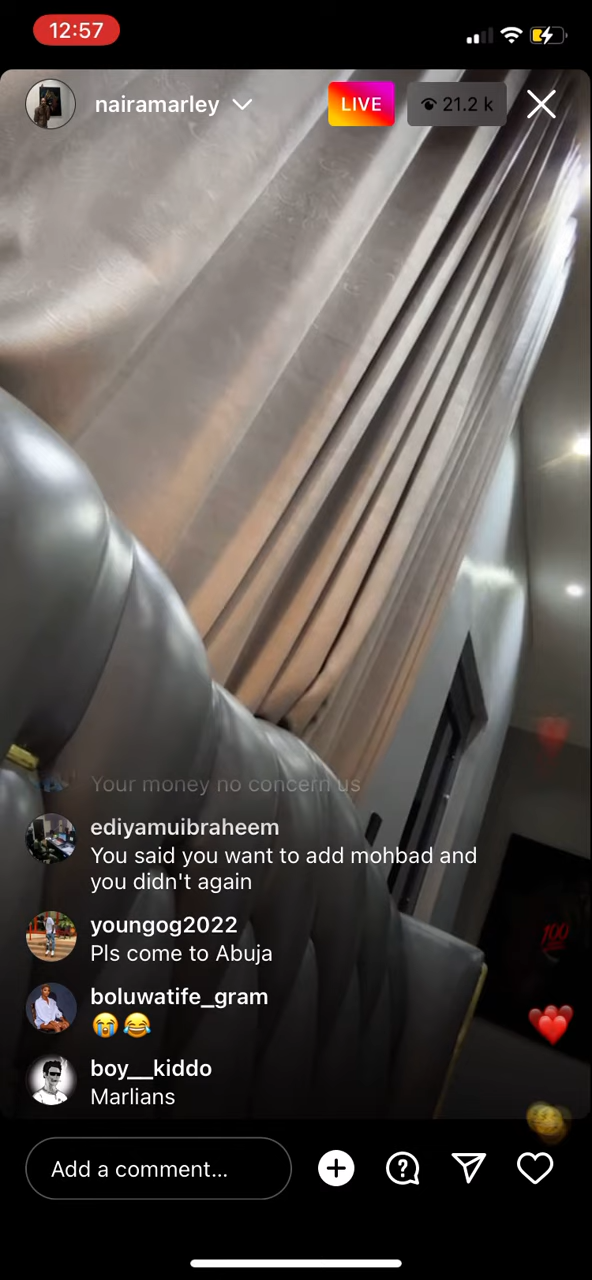 12:57
nairamarley
LIVE
21.2 k
Your money no concern us
ediyamuibraheem
You said you want to add mohbad and
you didn't again
youngog2022
Pls come to Abuja
boluwatife_gram
😭😂
boy__kiddo
Marlians
Add a comment...